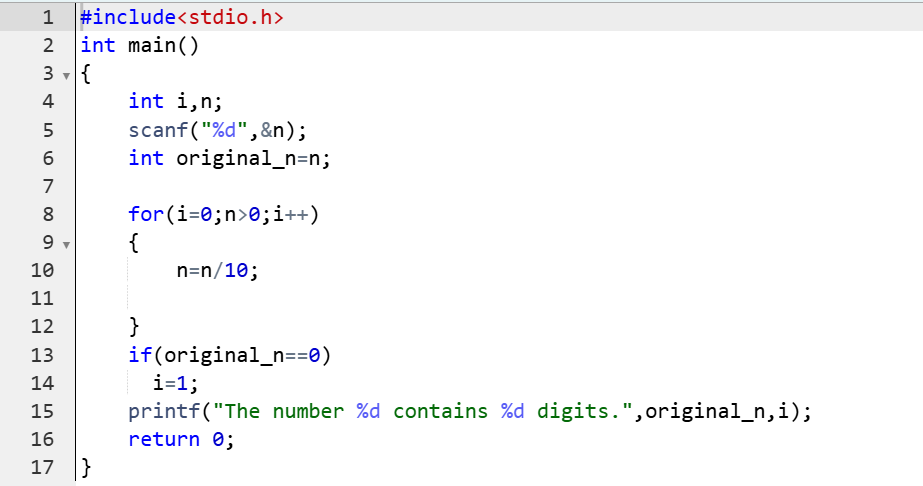 1 #include<stdio.h>
2 int main()
3 {
4     int i,n;
5     scanf("%d",&n);
6     int original_n=n;
7
8     for(i=0;n>0;i++)
9     {
10         n=n/10;
11
12     }
13     if(original_n==0)
14       i=1;
15     printf("The number %d contains %d digits.",original_n,i);
16     return 0;
17 }